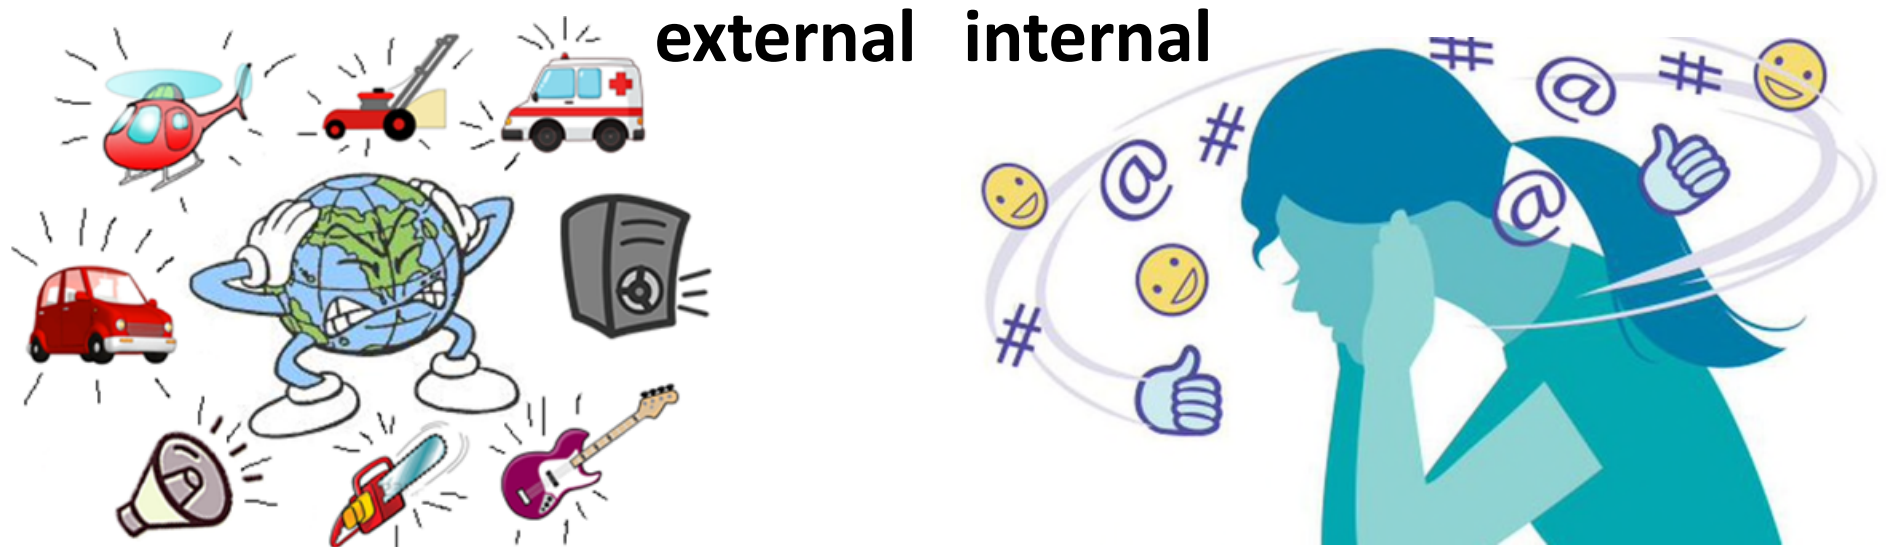 external internal
# @ # @ # @ #